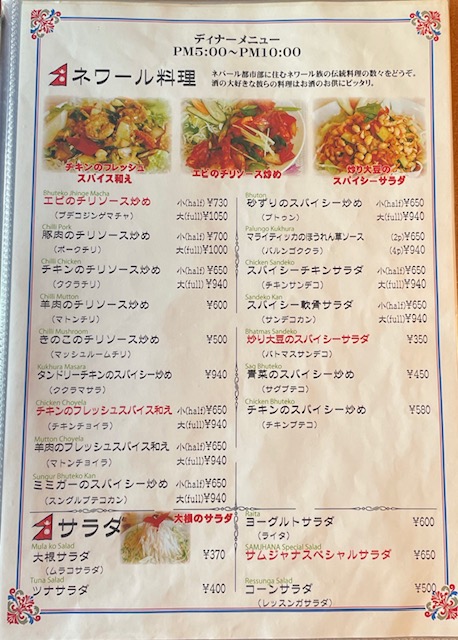 ディナーメニュー
PM5:00〜PM10:00
ネワール料理
ネパール都市部に住むネワール族の伝統料理の数々をどうぞ。
酒の大好きな彼らの料理はお酒のお供にピッタリ。
チキンのフレッシュ
スパイス和え
エビのチリソース炒め
炒り大豆の
スパイシーサラダ
Bhuteko Jhinge Macha
エビのチリソース炒め 小(half)¥730
(ブテコジングマチャ) 大(full)¥1050
Chilli Pork
豚肉のチリソース炒め 小(half)¥700
(ポークチリ) 大(full)¥1000
Chilli Chicken
チキンのチリソース炒め 小(half)¥650
(ククラチリ) 大(full)¥940
Chilli Mutton
羊肉のチリソース炒め ¥600
(マトンチリ)
Chilli Mushroom
きのこのチリソース炒め ¥500
(マッシュルームチリ)
Kukhura Masara
タンドリーチキンのスパイシー炒め ¥940
(ククラマサラ)
Chicken Choyela
チキンのフレッシュスパイス和え 小(half)¥650
(チキンチョイラ) 大(full)¥940
Mutton Choyela
羊肉のフレッシュスパイス和え 小(half)¥650
(マトンチョイラ) 大(full)¥940
Sungur Bhuteko Kan
ミミガーのスパイシー炒め 小(half)¥650
(スングルブテコカン) 大(full)¥940
Bhuton
砂ずりのスパイシー炒め 小(half)¥650
(ブトゥン) 大(full)¥940
Palungo Kukhura
マライティッカのほうれん草ソース (2p)¥650
(パルンゴククラ) (4p)¥940
Chicken Sandeko
スパイシーチキンサラダ 小(half)¥650
(チキンサンデコ) 大(full)¥940
Sandeko Kan
スパイシー軟骨サラダ 小(half)¥650
(サンデコカン) 大(full)¥940
Bhatmas Sandeko
炒り大豆のスパイシーサラダ ¥350
(バトマスサンデコ)
Sag Bhuteko
青菜のスパイシー炒め ¥450
(サグブテコ)
Chicken Bhuteko
チキンのスパイシー炒め ¥580
(チキンブテコ)
サラダ
大根のサラダ
Mula ko Salad
大根サラダ ¥370
(ムラコサラダ)
Tuna Salad
ツナサラダ ¥400
Raita
ヨーグルトサラダ ¥600
(ライタ)
SAMJHANA Special Salad
サムジャナスペシャルサラダ ¥650
Ressunga Salad
コーンサラダ ¥500
(レッスンガサラダ)